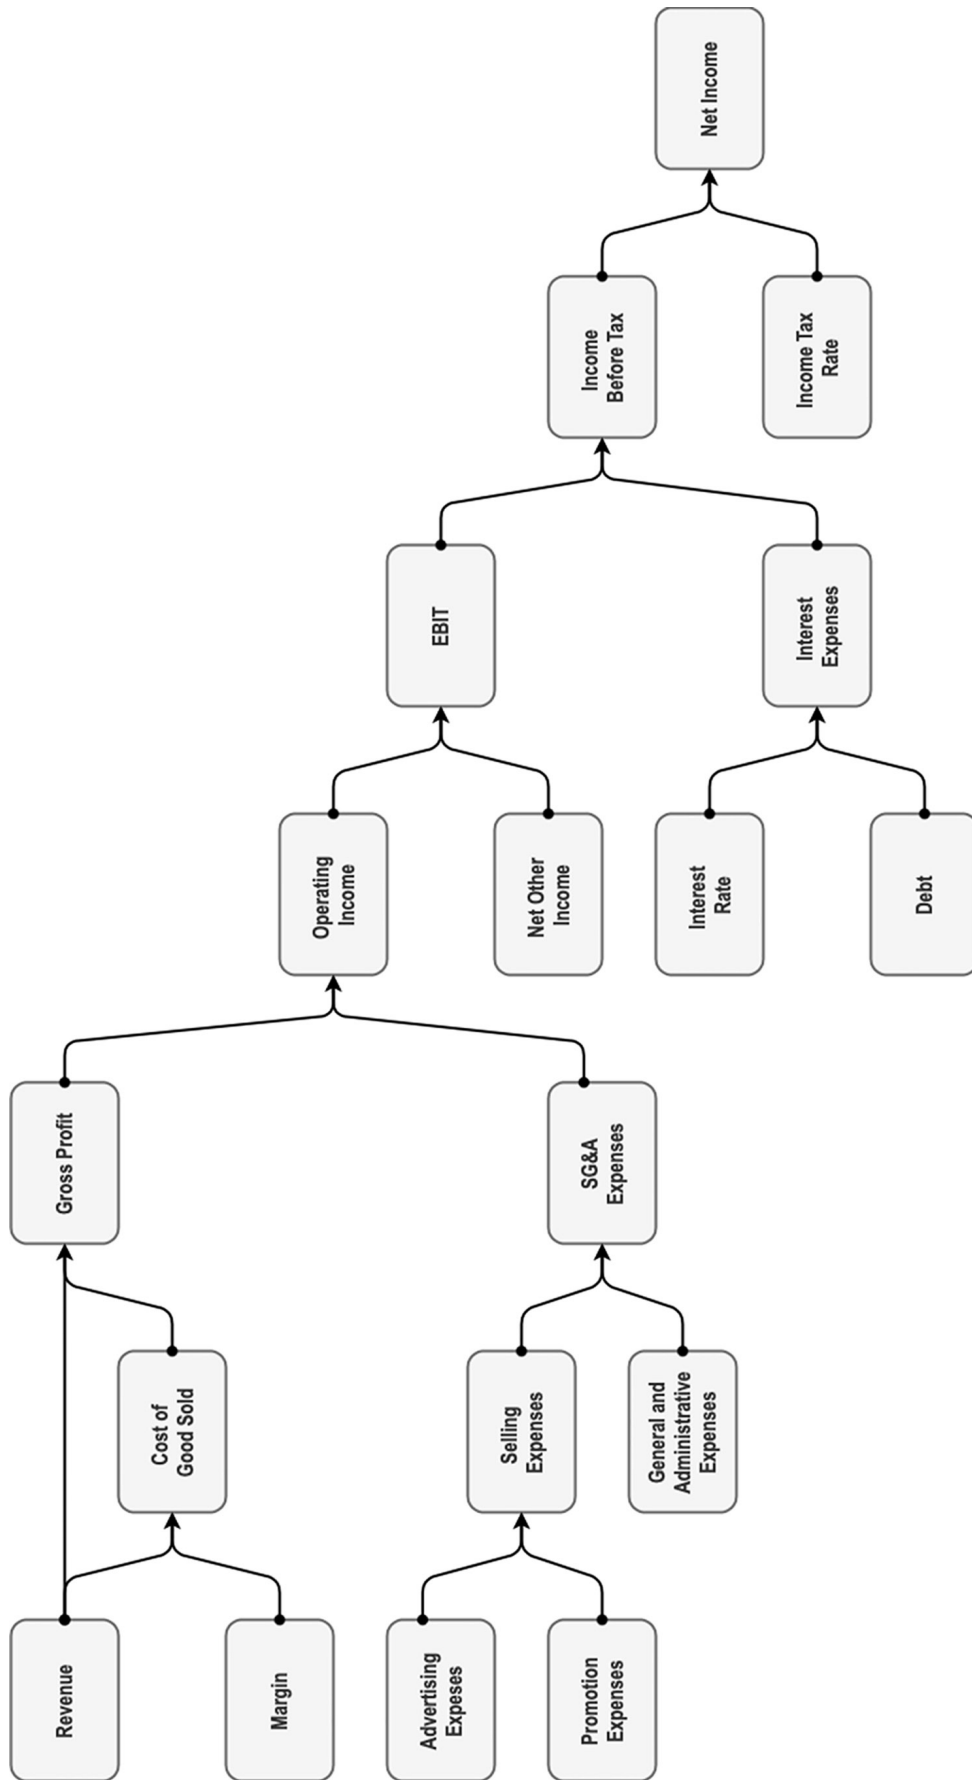 Revenue
Margin
Advertising
Expeses
Promotion
Expenses
Cost of
Good Sold
Selling
Expenses
General and
Administrative
Expenses
Gross Profit
SG&A
Expenses
Operating
Income
Net Other
Income
Interest
Rate
Debt
EBIT
Interest
Expenses
Income
Before Tax
Income Tax
Rate
Net Income